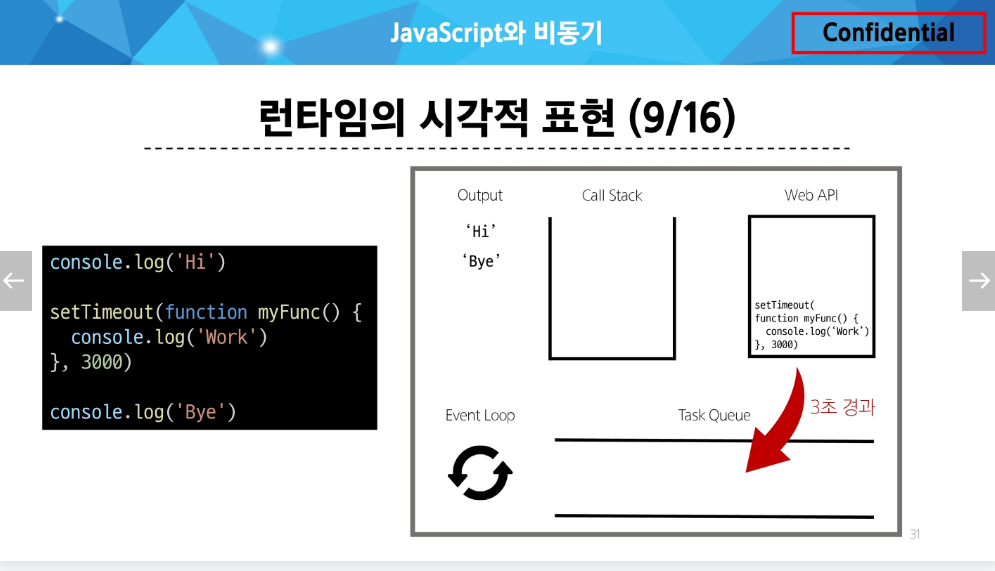 JavaScript와 비동기
Confidential
런타임의 시각적 표현 (9/16)
console.log('Hi')
setTimeout(function myFunc() {
  console.log('Work')
}, 3000)
console.log('Bye')
Output
Call Stack
Web API
‘Hi’
‘Bye’
setTimeout(
function myFunc() {
  console.log(‘Work’)
}, 3000)
3초 경과
Event Loop
Task Queue
31